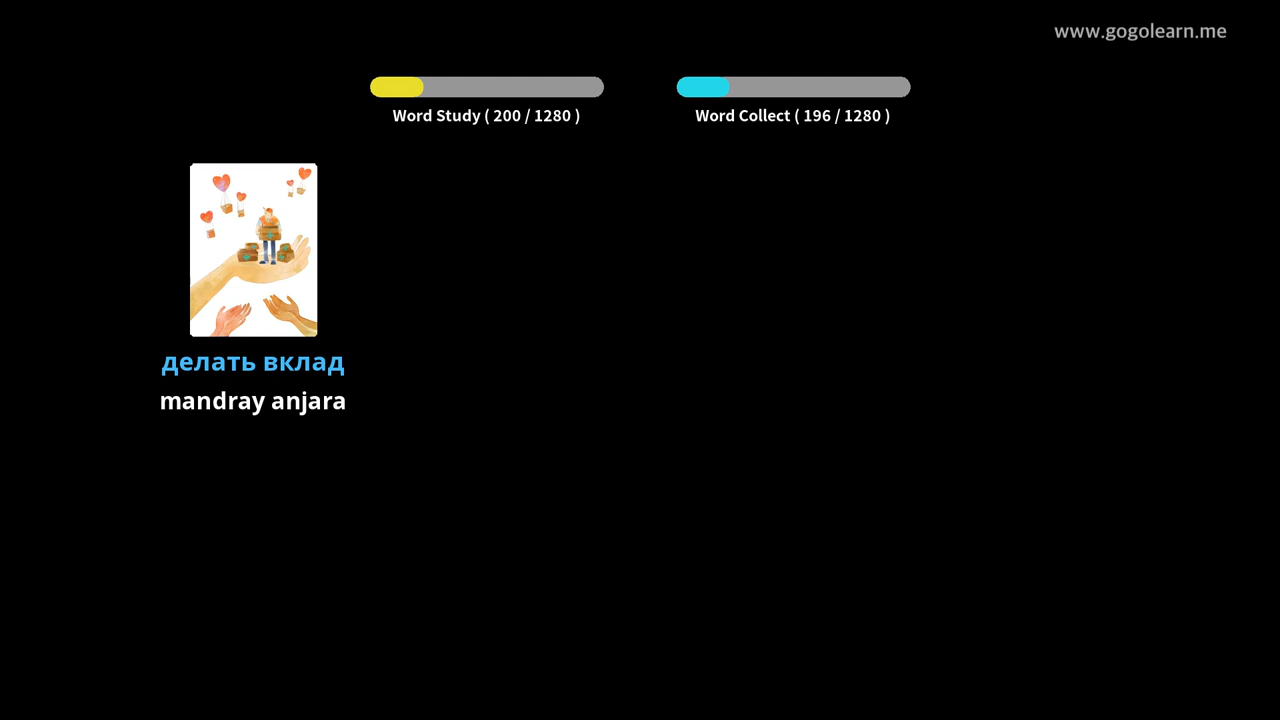 www.gogolearn.me
Word Study ( 200 / 1280 )
Word Collect ( 196 / 1280 )
делать вклад
mandray anjara